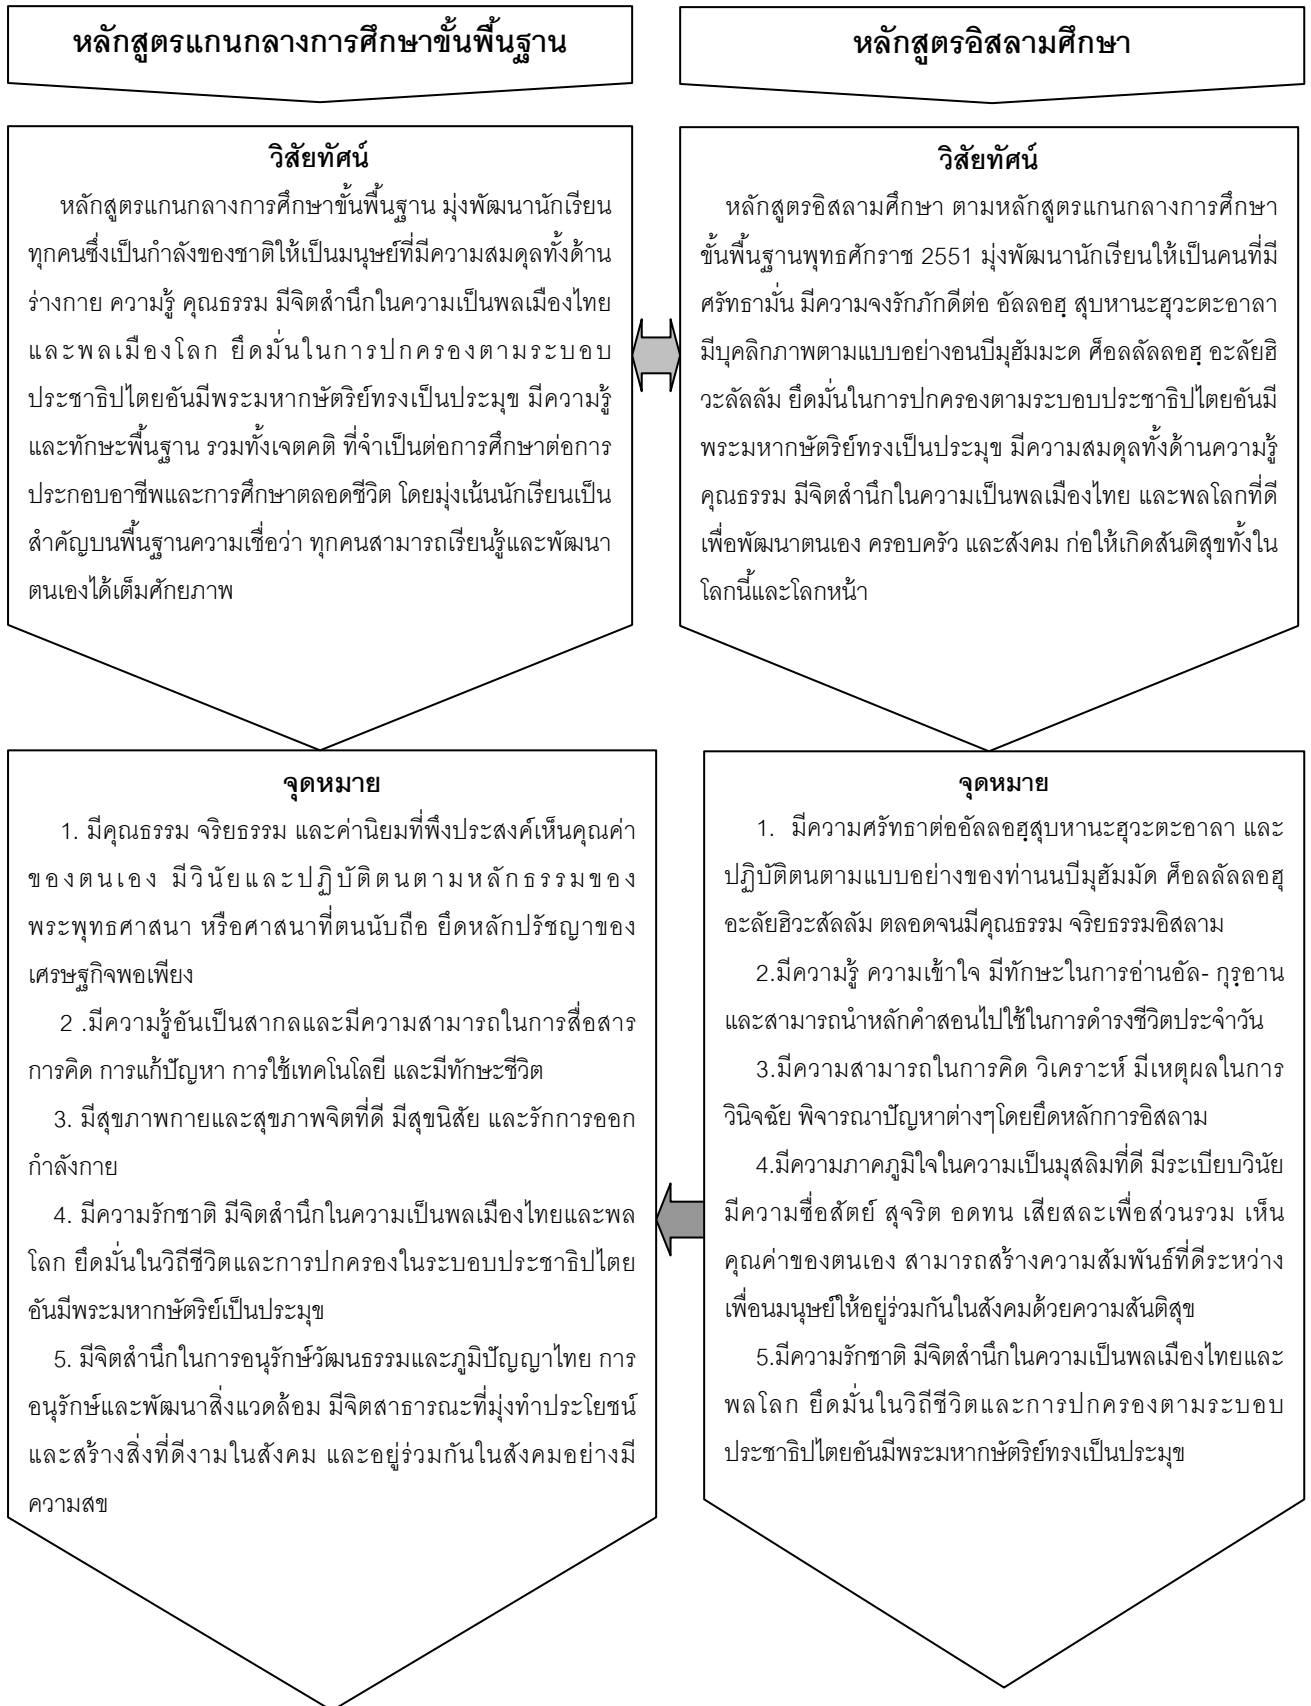 หลักสูตรแกนกลางการศึกษาขั้นพื้นฐาน
หลักสูตรอิสลามศึกษา
วิสัยทัศน์
หลักสูตรแกนกลางการศึกษาขั้นพื้นฐาน มุ่งพัฒนานักเรียน
ทุกคนซึ่งเป็นกำลังของชาติให้เป็นมนุษย์ที่มีความสมดุลทั้งด้าน
ร่างกาย ความรู้ คุณธรรม มีจิตสำนึกในความเป็นพลเมืองไทย
และพลเมืองโลก ยึดมั่นในการปกครองตามระบอบ
ประชาธิปไตยอันมีพระมหากษัตริย์ทรงเป็นประมุข มีความรู้
และทักษะพื้นฐาน รวมทั้งเจตคติ ที่จำเป็นต่อการศึกษาต่อการ
ประกอบอาชีพและการศึกษาตลอดชีวิต โดยมุ่งเน้นนักเรียนเป็น
สำคัญบนพื้นฐานความเชื่อว่า ทุกคนสามารถเรียนรู้และพัฒนา
ตนเองได้เต็มศักยภาพ
วิสัยทัศน์
หลักสูตรอิสลามศึกษา ตามหลักสูตรแกนกลางการศึกษา
ขั้นพื้นฐานพุทธศักราช 2551 มุ่งพัฒนานักเรียนให้เป็นคนที่มี
ศรัทธามั่น มีความจงรักภักดีต่อ อัลลอฮฺ สุบหานะฮุวะตะอาลา
มีบุคลิกภาพตามแบบอย่างอนบีมุฮัมมะด ศ็อลลัลลอฮฺ อะลัยฮิ
วะลัลลัม ยึดมั่นในการปกครองตามระบอบประชาธิปไตยอันมี
พระมหากษัตริย์ทรงเป็นประมุข มีความสมดุลทั้งด้านความรู้
คุณธรรม มีจิตสำนึกในความเป็นพลเมืองไทย และพลโลกที่ดี
เพื่อพัฒนาตนเอง ครอบครัว และสังคม ก่อให้เกิดสันติสุขทั้งใน
โลกนี้และโลกหน้า
จุดหมาย
1. มีคุณธรรม จริยธรรม และค่านิยมที่พึงประสงค์เห็นคุณค่า
ของตนเอง มีวินัยและปฏิบัติตนตามหลักธรรมของ
พระพุทธศาสนา หรือศาสนาที่ตนนับถือ ยึดหลักปรัชญาของ
เศรษฐกิจพอเพียง
2 .มีความรู้อันเป็นสากลและมีความสามารถในการสื่อสาร
การคิด การแก้ปัญหา การใช้เทคโนโลยี และมีทักษะชีวิต
3. มีสุขภาพกายและสุขภาพจิตที่ดี มีสุขนิสัย และรักการออก
กำลังกาย
4. มีความรักชาติ มีจิตสำนึกในความเป็นพลเมืองไทยและพล
โลก ยึดมั่นในวิถีชีวิตและการปกครองในระบอบประชาธิปไตย
อันมีพระมหากษัตริย์เป็นประมุข
5. มีจิตสำนึกในการอนุรักษ์วัฒนธรรมและภูมิปัญญาไทย การ
อนุรักษ์และพัฒนาสิ่งแวดล้อม มีจิตสาธารณะที่มุ่งทำประโยชน์
และสร้างสิ่งที่ดีงามในสังคม และอยู่ร่วมกันในสังคมอย่างมี
ความสข
จุดหมาย
1. มีความศรัทธาต่ออัลลอฮฺสุบหานะฮุวะตะอาลา และ
ปฏิบัติตนตามแบบอย่างของท่านนบีมุฮัมมัด ศ็อลลัลลอฮุ
อะลัยฮิวะสัลลัม ตลอดจนมีคุณธรรม จริยธรรมอิสลาม
2.มีความรู้ ความเข้าใจ มีทักษะในการอ่านอัล- กุรฺอาน
และสามารถนำหลักคำสอนไปใช้ในการดำรงชีวิตประจำวัน
3.มีความสามารถในการคิด วิเคราะห์ มีเหตุผลในการ
วินิจฉัย พิจารณาปัญหาต่างๆโดยยึดหลักการอิสลาม
4.มีความภาคภูมิใจในความเป็นมุสลิมที่ดี มีระเบียบวินัย
มีความซื่อสัตย์ สุจริต อดทน เสียสละเพื่อส่วนรวม เห็น
คุณค่าของตนเอง สามารถสร้างความสัมพันธ์ที่ดีระหว่าง
เพื่อนมนุษย์ให้อยู่ร่วมกันในสังคมด้วยความสันติสุข
5.มีความรักชาติ มีจิตสำนึกในความเป็นพลเมืองไทยและ
พลโลก ยึดมั่นในวิถีชีวิตและการปกครองตามระบอบ
ประชาธิปไตยอันมีพระมหากษัตริย์ทรงเป็นประมุข